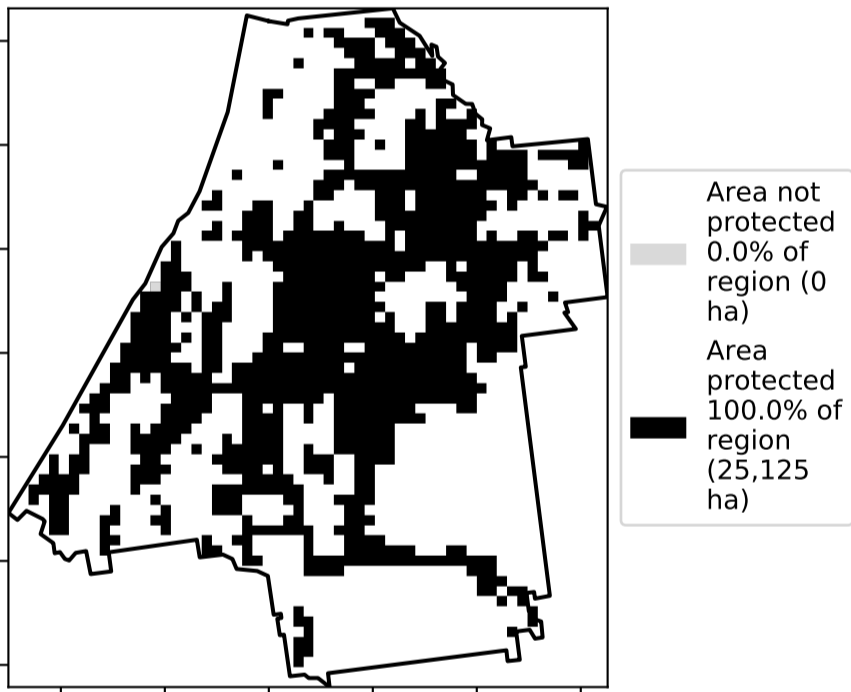 Area not
protected
0.0% of
region (0
ha)
Area
protected
100.0% of
region
(25,125
ha)